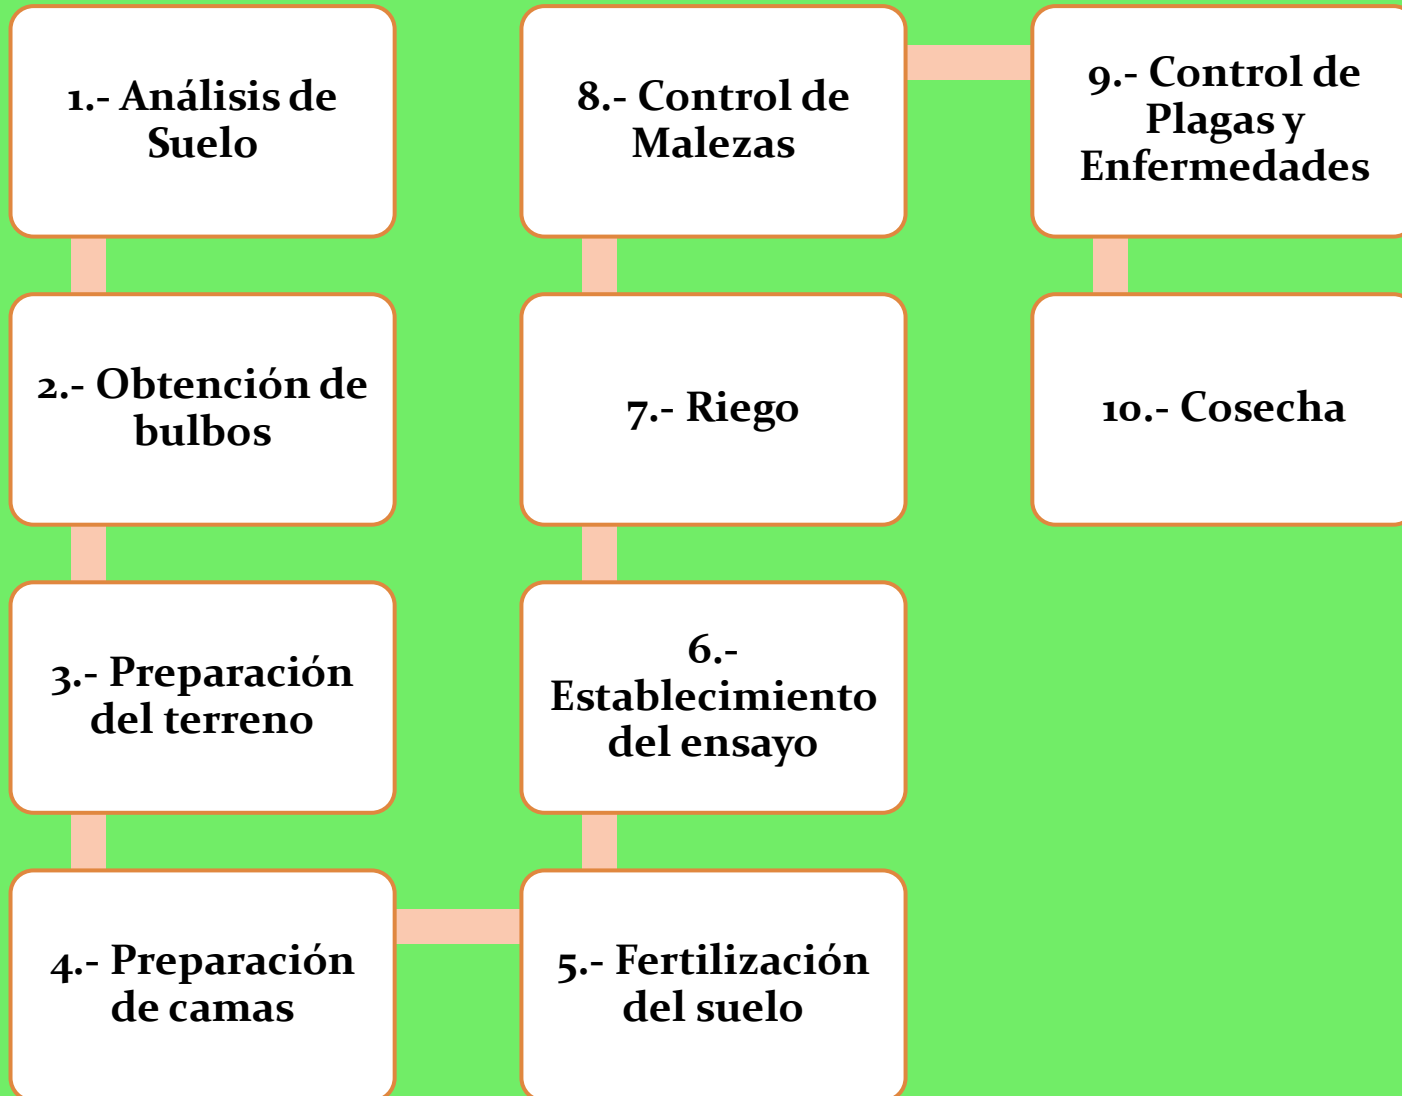 1.- Análisis de
Suelo
2.- Obtención de
bulbos
3.- Preparación
del terreno
4.- Preparación
de camas
5.- Fertilización
del suelo
6.-
Establecimiento
del ensayo
7.- Riego
8.- Control de
Malezas
9.- Control de
Plagas y
Enfermedades
10.- Cosecha